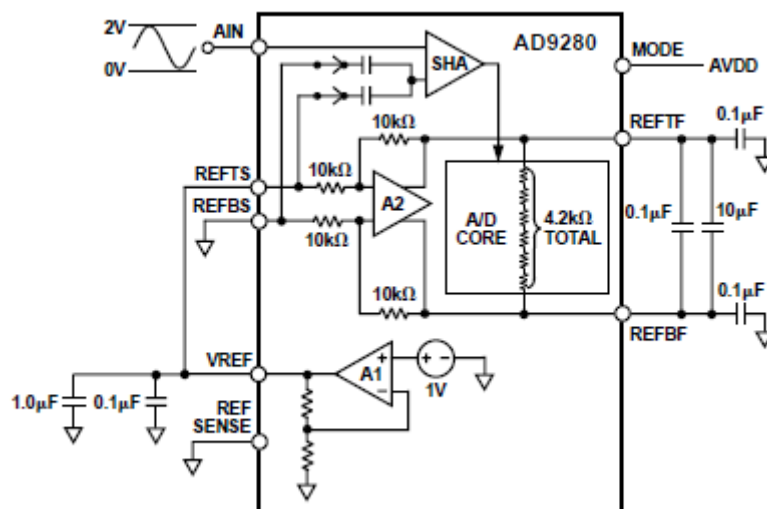 2V
0V
AIN
AD9280
SHA
MODE
AVDD
REFTF
0.1µF
10kΩ
REFTS
10kΩ
REFBS
10kΩ
A2
A/D
CORE
4.2kΩ
TOTAL
0.1µF
10µF
10kΩ
0.1µF
REFBF
VREF
A1
+
–
+ –
1V
1.0µF
0.1µF
REF
SENSE